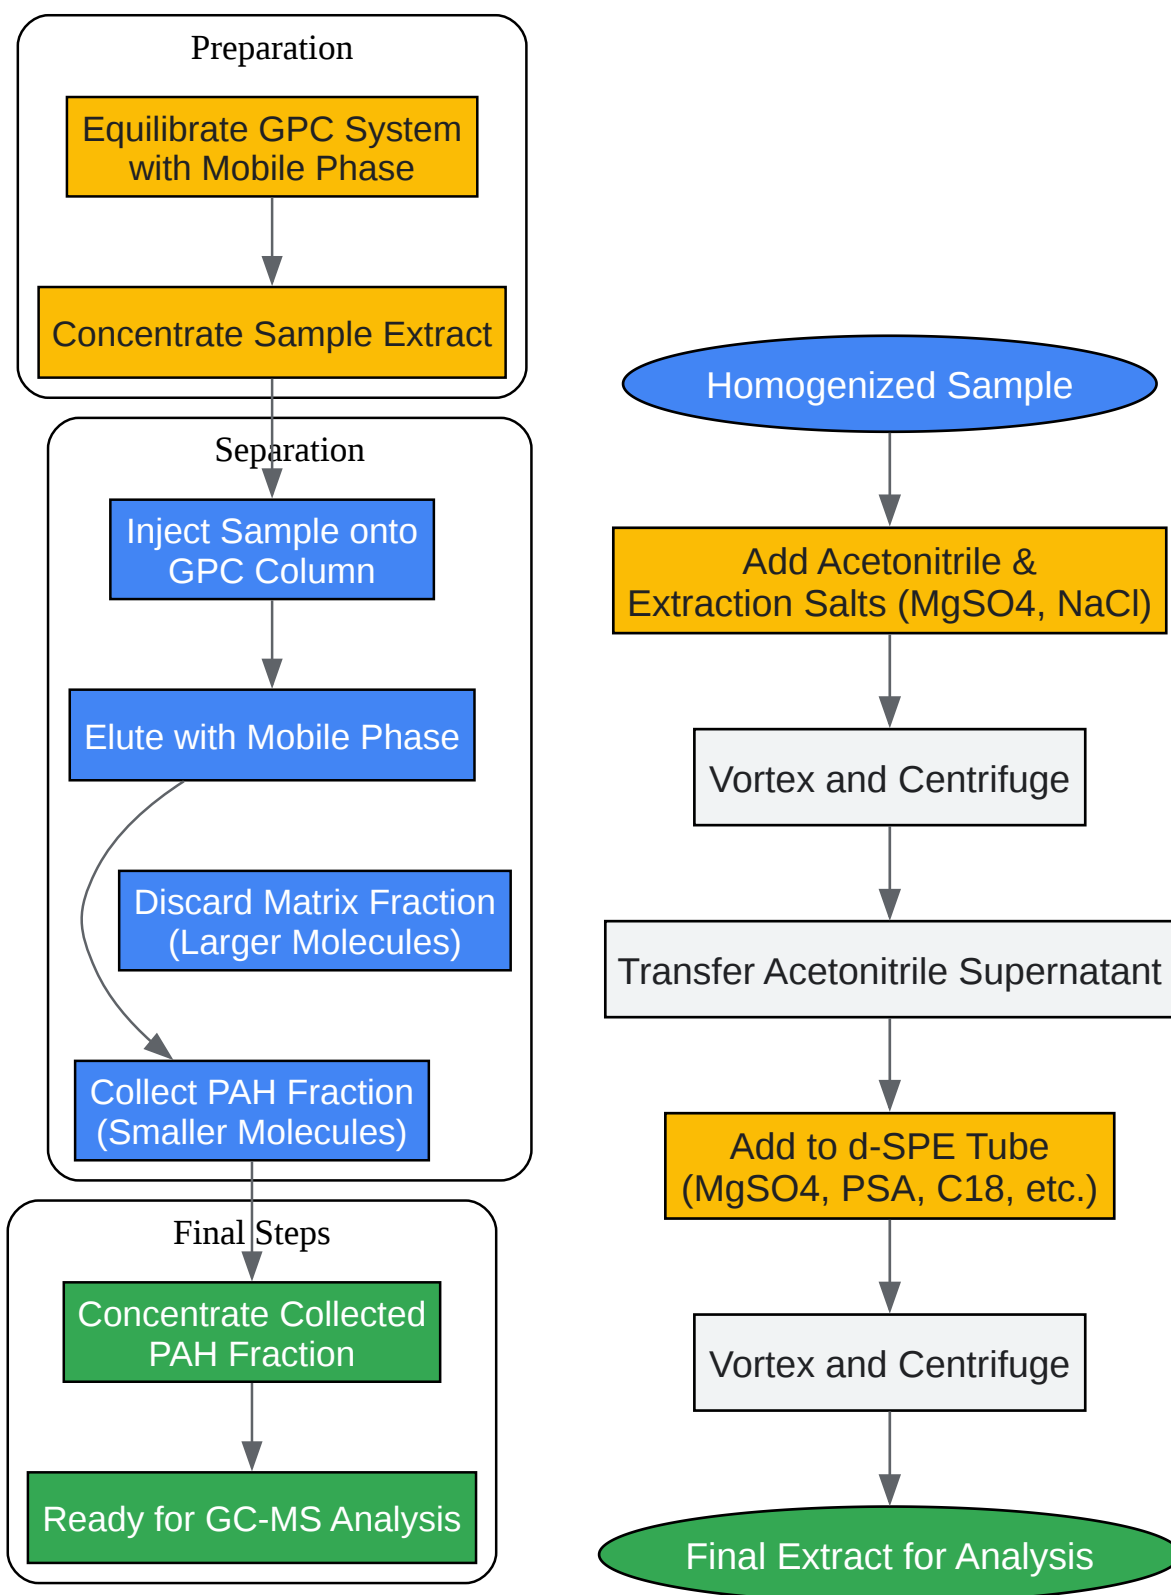 Preparation
Equilibrate GPC System
with Mobile Phase
Concentrate Sample Extract
Separation
Inject Sample onto
GPC Column
Elute with Mobile Phase
Discard Matrix Fraction
(Larger Molecules)
Collect PAH Fraction
(Smaller Molecules)
Final Steps
Concentrate Collected
PAH Fraction
Ready for GC-MS Analysis
Homogenized Sample
Add Acetonitrile &
Extraction Salts (MgSO4, NaCl)
Vortex and Centrifuge
Transfer Acetonitrile Supernatant
Add to d-SPE Tube
(MgSO4, PSA, C18, etc.)
Vortex and Centrifuge
Final Extract for Analysis